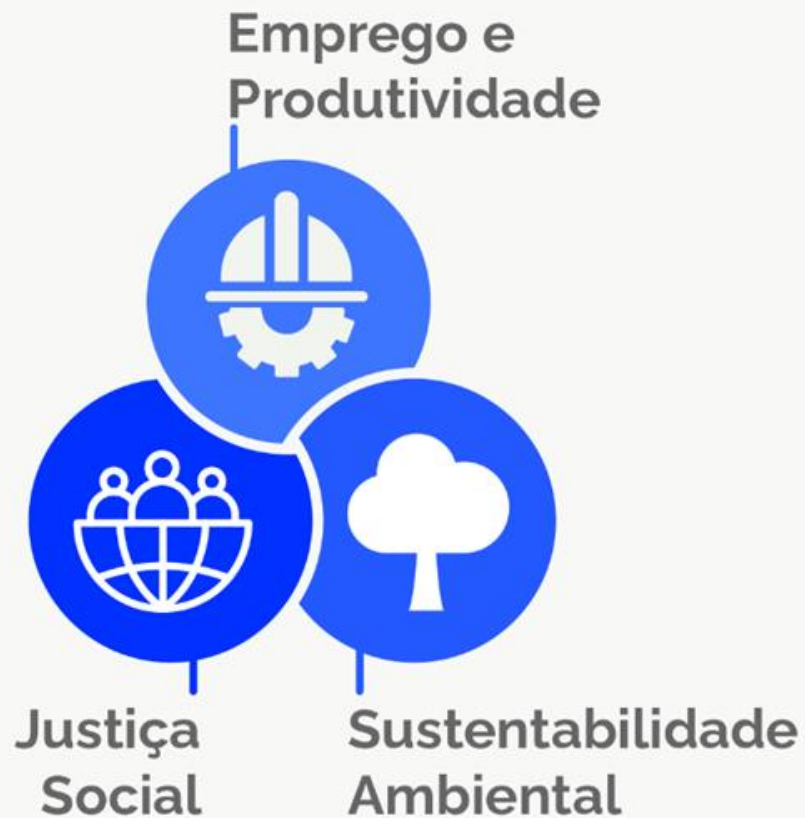 Emprego e
Produtividade
Justiça
Social
Sustentabilidade
Ambiental